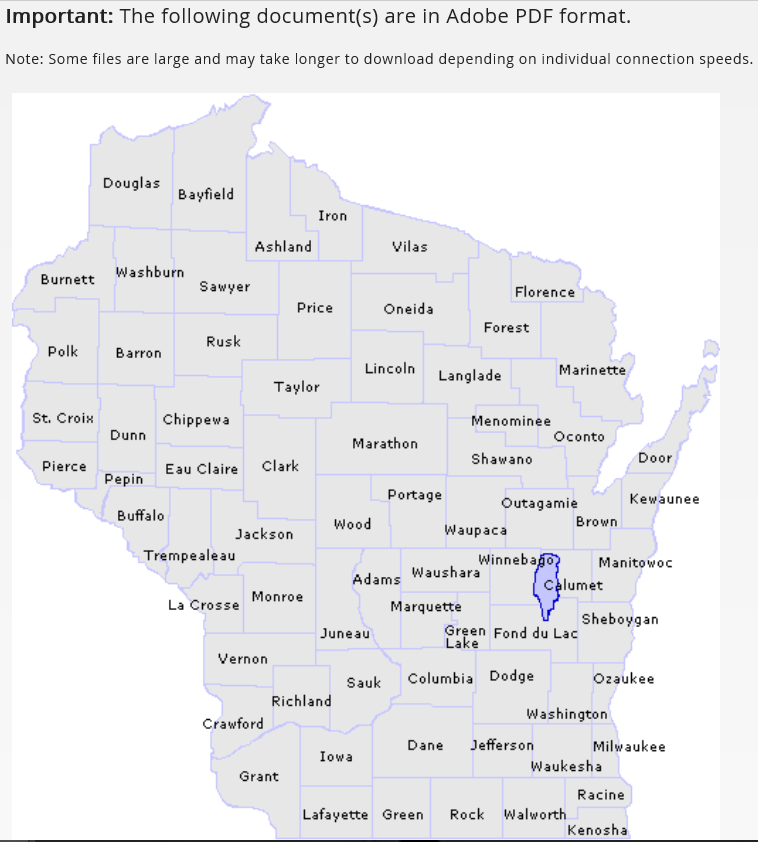 Important: The following document(s) are in Adobe PDF format.
Note: Some files are large and may take longer to download depending on individual connection speeds.
Douglas
Bayfield
Iron
Ashland
Vilas
Burnett
Washburn
Sawyer
Florence
Price
Oneida
Forest
Polk
Barron
Rusk
Lincoln
Langlade
Marinette
Taylor
St. Croix
Dunn
Chippewa
Menominee
Oconto
Marathon
Pierce
Eau Claire
Clark
Shawano
Door
Pepin
Portage
Outagamie
Kewaunee
Buffalo
Wood
Waupaca
Brown
Jackson
Trempealeau
Winnebago
Manitowoc
Adams
Waushara
Calumet
La Crosse
Monroe
Marquette
Sheboygan
Juneau
Green
Lake
Fond du Lac
Vernon
Sauk
Columbia
Dodge
Ozaukee
Richland
Washington
Crawford
Dane
Jefferson
Milwaukee
Iowa
Waukesha
Grant
Racine
Lafayette
Green
Rock
Walworth
Kenosha